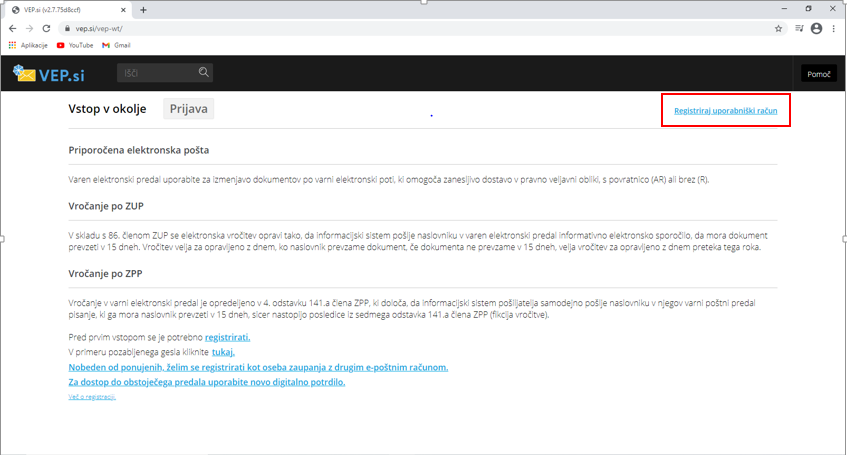 VEP.si (v2.7.75d8ccf)
vep.si/vep-wt/
Aplikacije YouTube Gmail
VEP.si Išči Pomoč
Vstop v okolje Prijava Registriraj uporabniški račun
Priporočena elektronska pošta
Varen elektronski predal uporabite za izmenjavo dokumentov po varni elektronski poti, ki omogoča zanesljivo dostavo v pravno veljavni obliki, s povratnico (AR) ali brez (R).
Vročanje po ZUP
V skladu s 86. členom ZUP se elektronska vročitev opravi tako, da informacijski sistem pošlje naslovniku v varen elektronski predal informativno elektronsko sporočilo, da mora dokument
prevzeti v 15 dneh. Vročitev velja za opravljeno z dnem, ko naslovnik prevzame dokument, če dokumenta ne prevzame v 15 dneh, velja vročitev za opravljeno z dnem preteka tega roka.
Vročanje po ZPP
Vročanje v varni elektronski predal je opredeljeno v 4. odstavku 141.a člena ZPP, ki določa, da informacijski sistem pošiljatelja samodejno pošlje naslovniku v njegov varni poštni predal
pisanje, ki ga mora naslovnik prevzeti v 15 dneh, sicer nastopijo posledice iz sedmega odstavka 141.a člena ZPP (fikcija vročitve).
Pred prvim vstopom se je potrebno registrirati.
V primeru pozabljenega gesla kliknite tukaj.
Nobeden od ponujenih, želim se registrirati kot oseba zaupanja z drugim e-poštnim računom.
Za dostop do obstoječega predala uporabite novo digitalno potrdilo.
Več o registraciji.